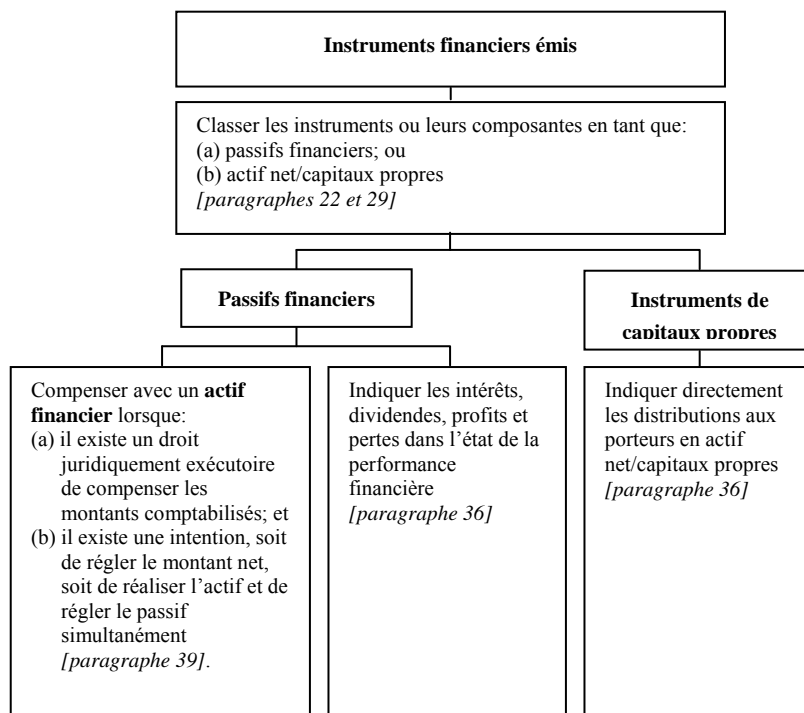 Instruments financiers émis
Classer les instruments ou leurs composantes en tant que:
(a) passifs financiers; ou
(b) actif net/capitaux propres
[paragraphes 22 et 29]
Passifs financiers
Instruments de
capitaux propres
Compenser avec un actif
financier lorsque:
(a) il existe un droit
juridiquement exécutoire
de compenser les
montants comptabilisés; et
(b) il existe une intention, soit
de régler le montant net,
soit de réaliser l’actif et de
régler le passif
simultanément
[paragraphe 39].
Indiquer les intérêts,
dividendes, profits et
pertes dans l’état de la
performance
financière
[paragraphe 36]
Indiquer directement
les distributions aux
porteurs en actif
net/capitaux propres
[paragraphe 36]